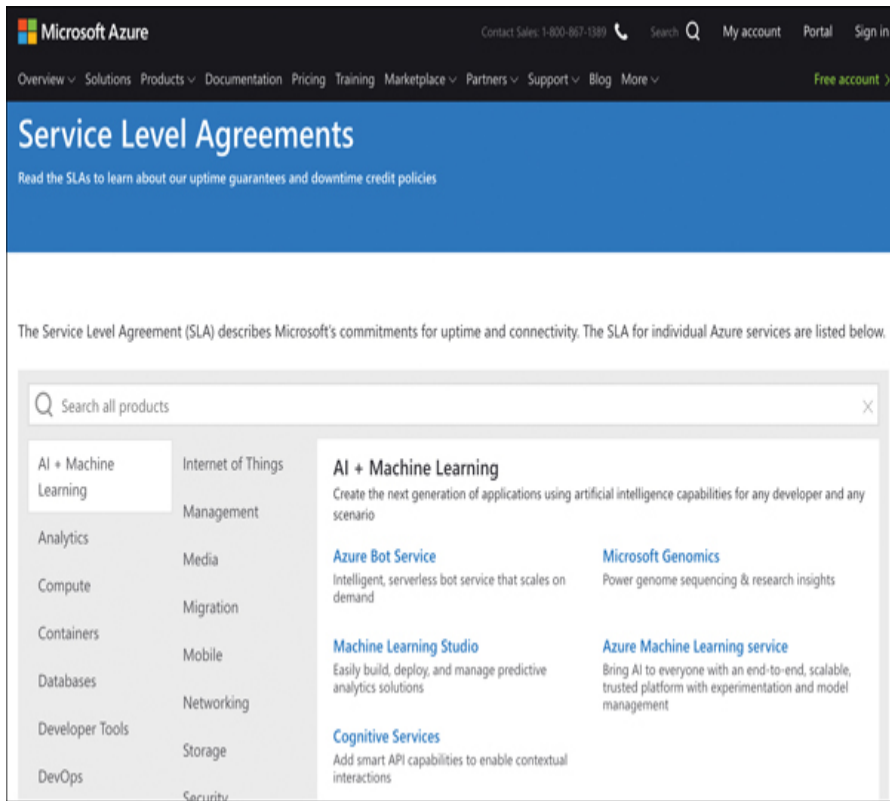 Microsoft Azure
Contact Sales: 1-800-867-1389 Search My account Portal Sign in
Overview Solutions Products Documentation Pricing Training Marketplace Partners Support Blog More Free account
Service Level Agreements
Read the SLAs to learn about our uptime guarantees and downtime credit policies
The Service Level Agreement (SLA) describes Microsoft's commitments for uptime and connectivity. The SLA for individual Azure services are listed below.
Search all products
AI + Machine
Learning
Analytics
Compute
Containers
Databases
Developer Tools
DevOps
Internet of Things
Management
Media
Migration
Mobile
Networking
Storage
Security
AI + Machine Learning
Create the next generation of applications using artificial intelligence capabilities for any developer and any
scenario
Azure Bot Service
Intelligent, serverless bot service that scales on
demand
Microsoft Genomics
Power genome sequencing & research insights
Machine Learning Studio
Easily build, deploy, and manage predictive
analytics solutions
Azure Machine Learning service
Bring AI to everyone with an end-to-end, scalable,
trusted platform with experimentation and model
management
Cognitive Services
Add smart API capabilities to enable contextual
interactions